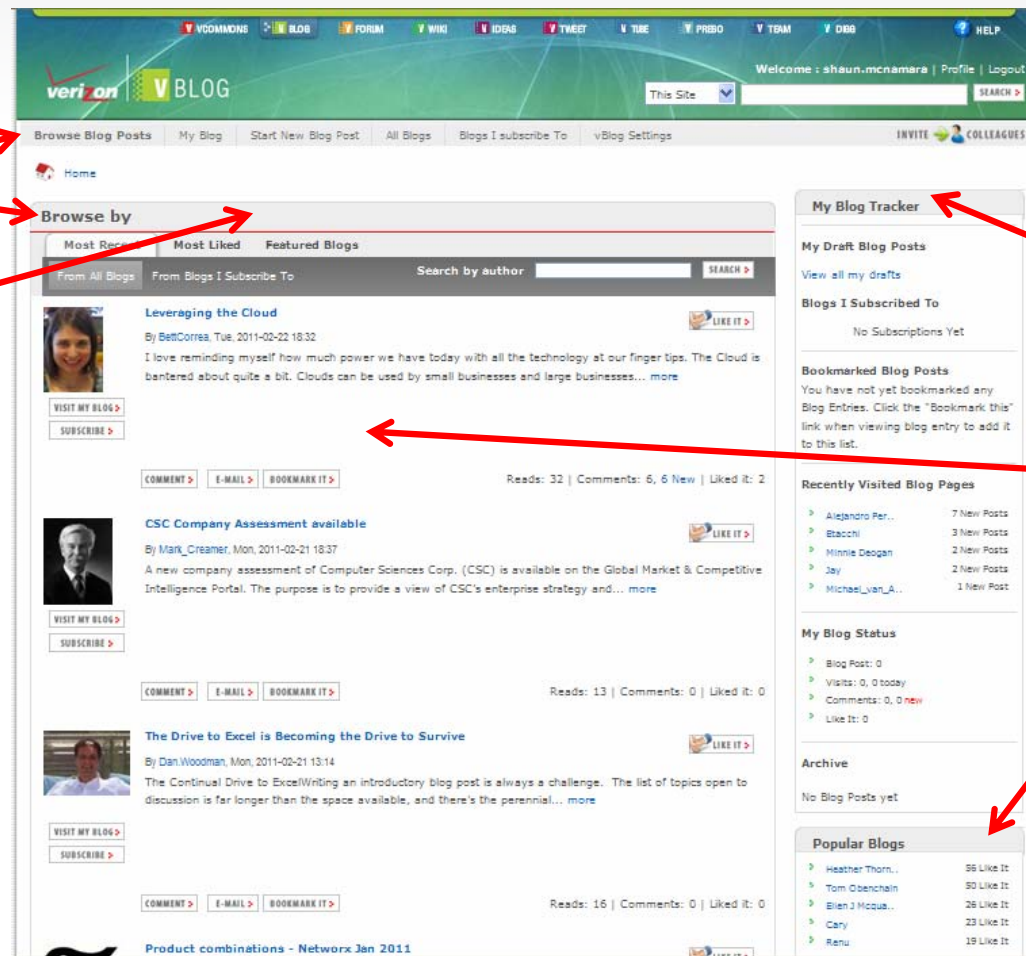 V VCOMMONS V BLOG V FORUM V WIKI V IDEAS V TWEET V TUBE V PREBO V TEAM V DIGG ? HELP
Welcome : shaun.mcnamara | Profile | Logout
verizon V BLOG
This Site SEARCH >
Browse Blog Posts My Blog Start New Blog Post All Blogs Blogs I subscribe To vBlog Settings INVITE COLLEAGUES
Home
Browse by
Most Recent Most Liked Featured Blogs
From All Blogs From Blogs I Subscribe To Search by author SEARCH >
Leveraging the Cloud
LIKE IT >
By BettCorrea, Tue, 2011-02-22 18:32
I love reminding myself how much power we have today with all the technology at our finger tips. The Cloud is
bantered about quite a bit. Clouds can be used by small businesses and large businesses... more
VISIT MY BLOG >
SUBSCRIBE >
COMMENT > E-MAIL > BOOKMARK IT > Reads: 32 | Comments: 6, 6 New | Liked it: 2
CSC Company Assessment available
LIKE IT >
By Mark_Creamer, Mon, 2011-02-21 18:37
A new company assessment of Computer Sciences Corp. (CSC) is available on the Global Market & Competitive
Intelligence Portal. The purpose is to provide a view of CSC's enterprise strategy and... more
VISIT MY BLOG >
SUBSCRIBE >
COMMENT > E-MAIL > BOOKMARK IT > Reads: 13 | Comments: 0 | Liked it: 0
The Drive to Excel is Becoming the Drive to Survive
LIKE IT >
By Dan.Woodman, Mon, 2011-02-21 13:14
The Continual Drive to ExcelWriting an introductory blog post is always a challenge. The list of topics open to
discussion is far longer than the space available, and there's the perennial... more
VISIT MY BLOG >
SUBSCRIBE >
COMMENT > E-MAIL > BOOKMARK IT > Reads: 16 | Comments: 0 | Liked it: 0
Product combinations - Networx Jan 2011
LIKE IT >
My Blog Tracker
My Draft Blog Posts
View all my drafts
Blogs I Subscribed To
No Subscriptions Yet
Bookmarked Blog Posts
You have not yet bookmarked any
Blog Entries. Click the "Bookmark this"
link when viewing blog entry to add it
to this list.
Recently Visited Blog Pages
Alejandro Per.. 7 New Posts
Etacchi 3 New Posts
Minnie Deogan 2 New Posts
Jay 2 New Posts
Michael_van_A.. 1 New Post
My Blog Status
Blog Post: 0
Visits: 0, 0 today
Comments: 0, 0 new
Like It: 0
Archive
No Blog Posts yet
Popular Blogs
Heather Thorn.. 56 Like It
Tom Obenchain 50 Like It
Ellen J Mcqua.. 26 Like It
Cary 23 Like It
Renu 19 Like It